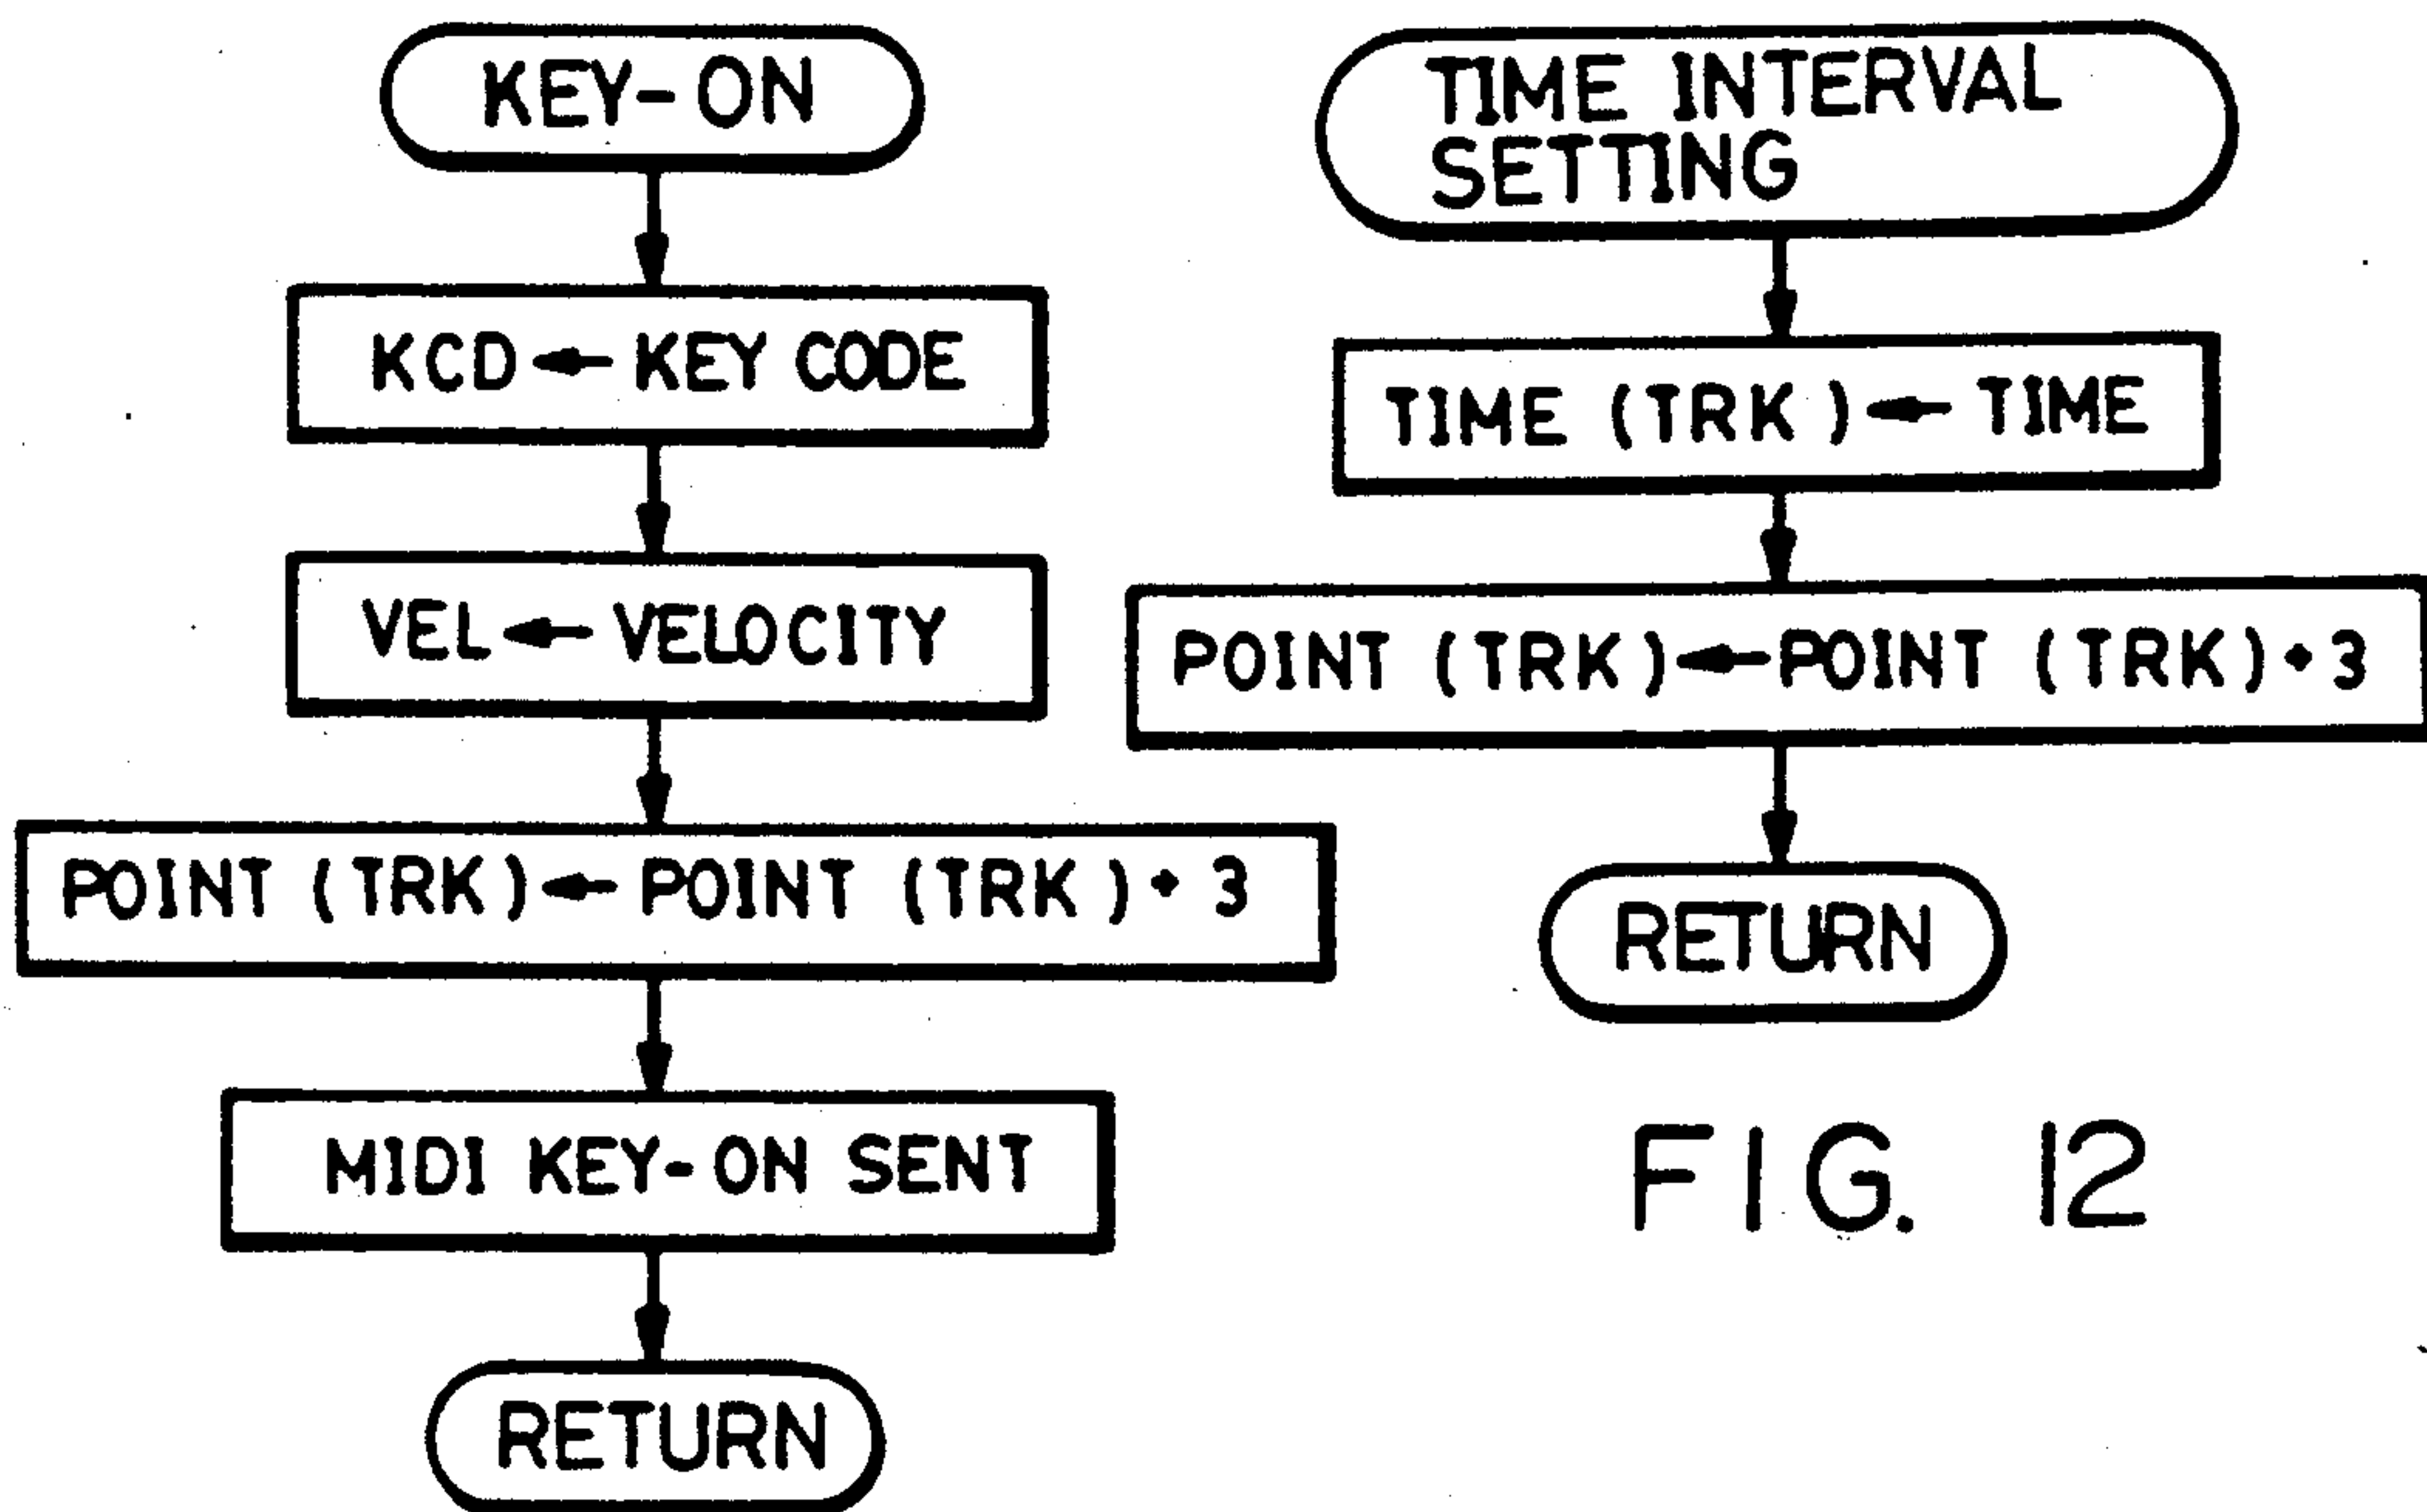 KEY-ON
KCD ← KEY CODE
VEL ← VELOCITY
POINT (TRK) ← POINT (TRK) + 3
MIDI KEY-ON SENT
RETURN
TIME INTERVAL
SETTING
TIME (TRK) ← TIME
POINT (TRK) ← POINT (TRK) + 3
RETURN
FIG. 12